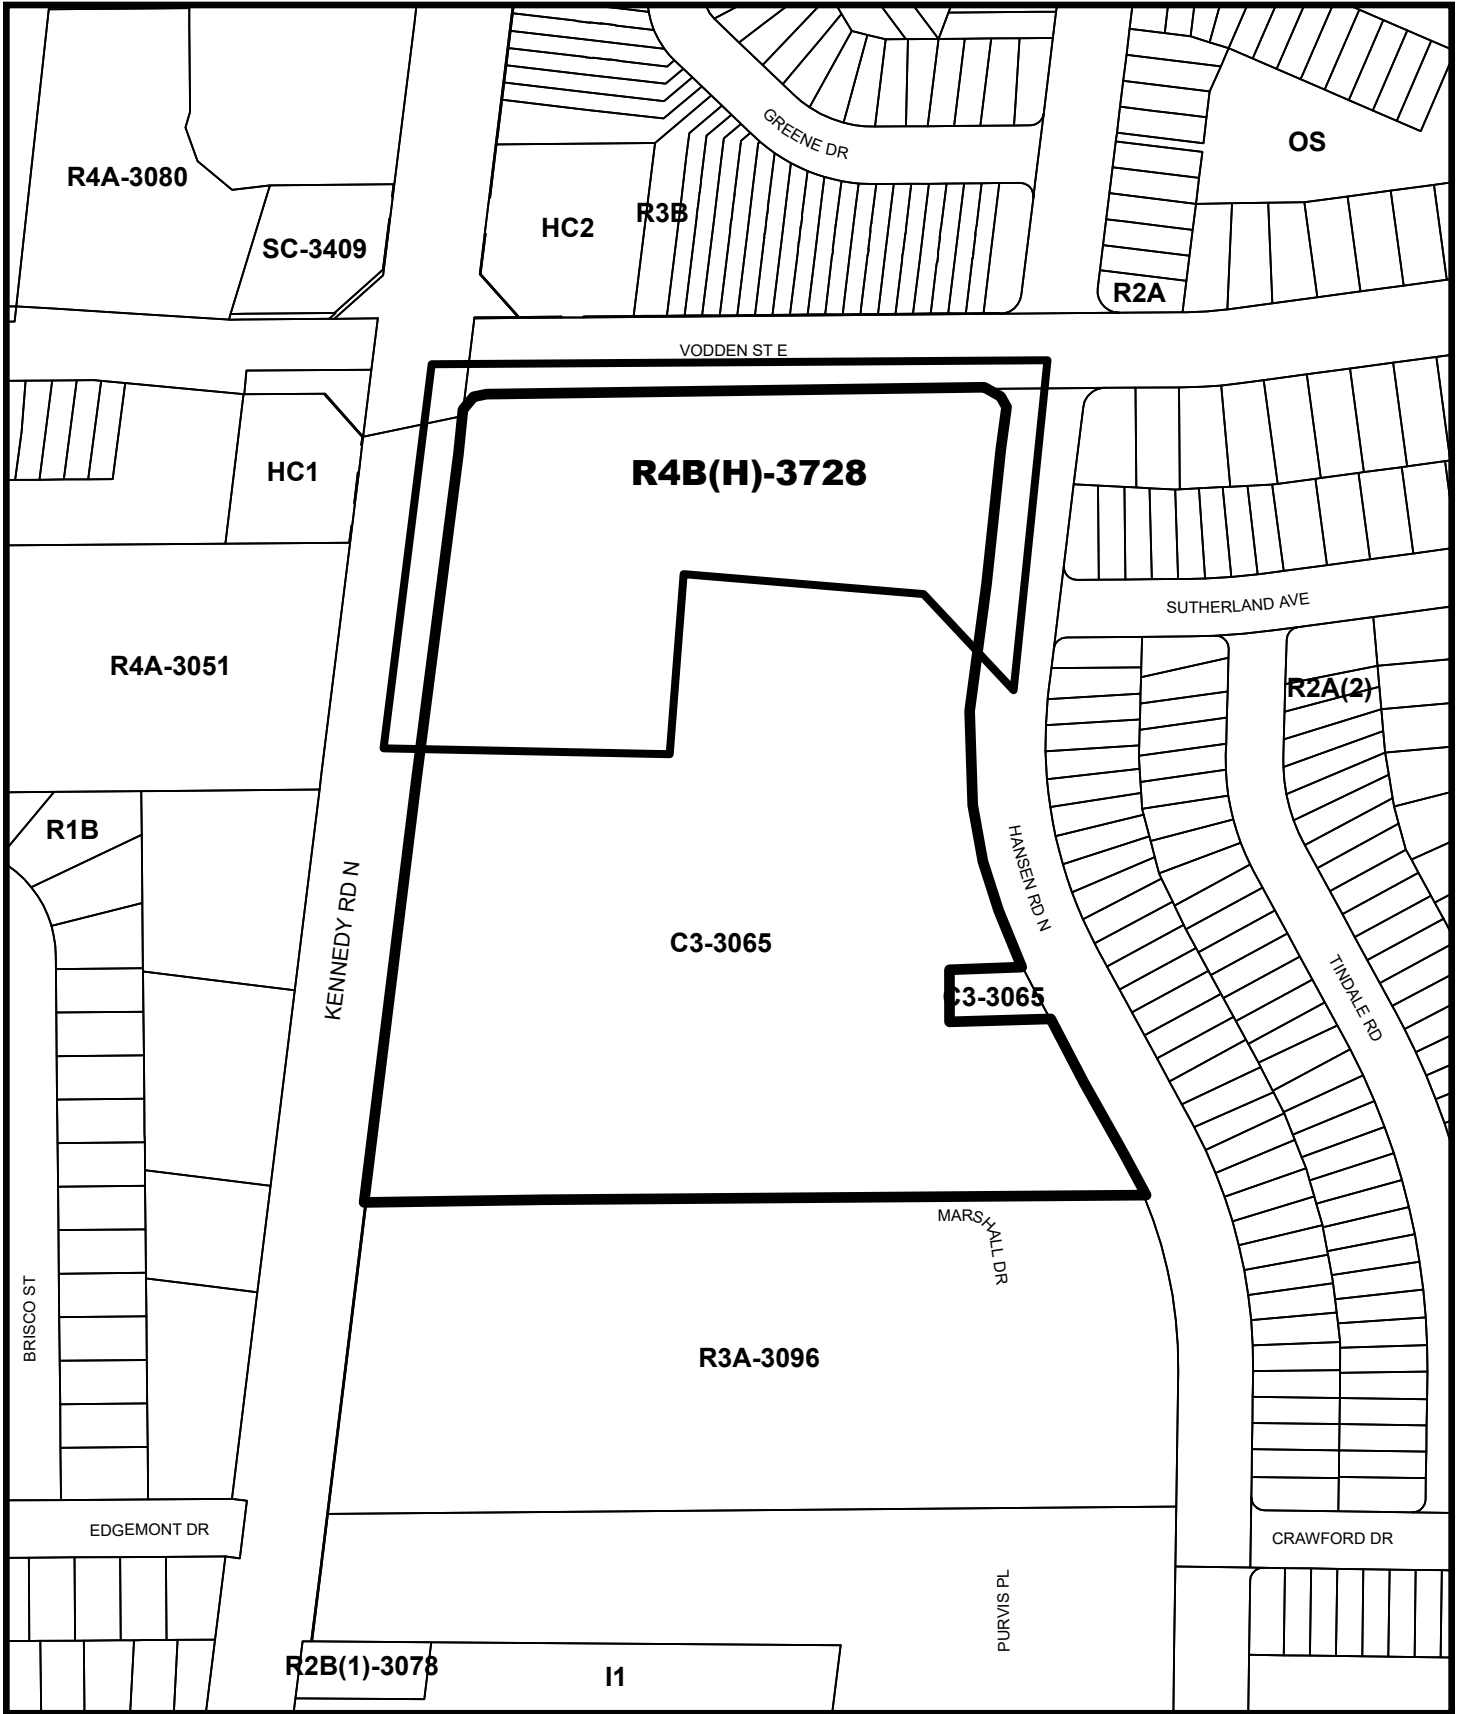 GREENE DR
OS
R4A-3080
R3B
HC2
SC-3409
R2A
VODDEN ST E
HC1
R4B(H)-3728
SUTHERLAND AVE
R4A-3051
R2A(2)
R1B
HANSEN RD N
KENNEDY RD N
C3-3065
C3-3065
TINDALE RD
MARSHALL DR
BRISCO ST
R3A-3096
EDGEMONT DR
CRAWFORD DR
PURVIS PL
R2B(1)-3078
I1